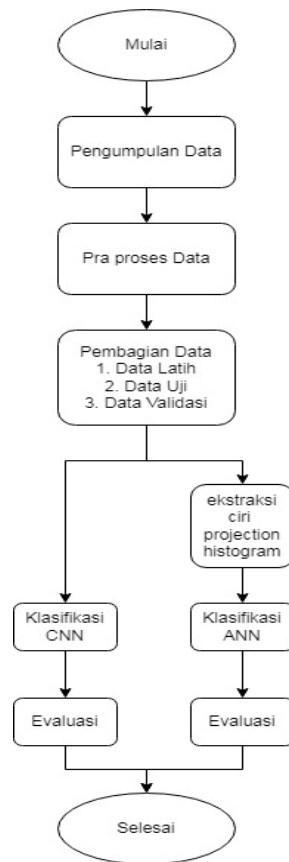 Mulai
Pengumpulan Data
Pra proses Data
Pembagian Data
1. Data Latih
2. Data Uji
3. Data Validasi
ekstraksi
ciri
projection
histogram
Klasifikasi
CNN
Klasifikasi
ANN
Evaluasi
Evaluasi
Selesai